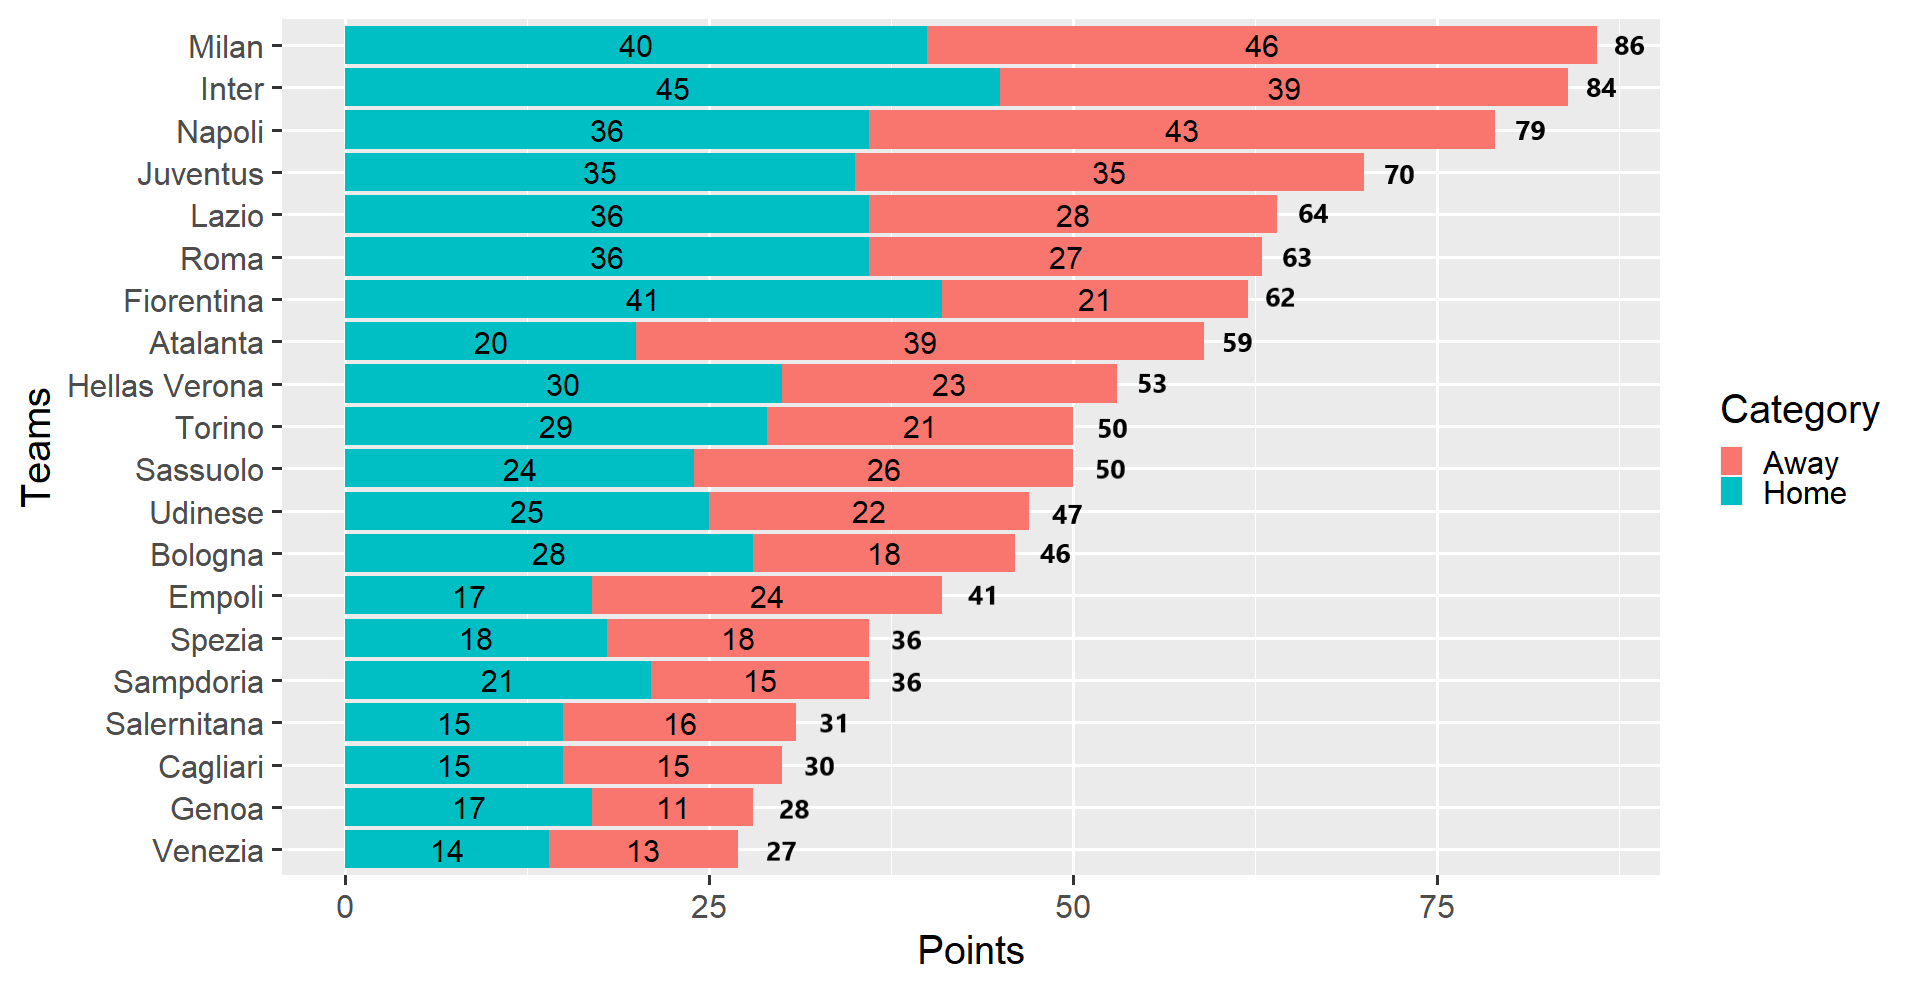 Milan 40 46 86
Inter 45 39 84
Napoli 36 43 79
Juventus 35 35 70
Lazio 36 28 64
Roma 36 27 63
Fiorentina 41 21 62
Atalanta 20 39 59
Hellas Verona 30 23 53
Torino 29 21 50
Sassuolo 24 26 50
Udinese 25 22 47
Bologna 28 18 46
Empoli 17 24 41
Spezia 18 18 36
Sampdoria 21 15 36
Salernitana 15 16 31
Cagliari 15 15 30
Genoa 17 11 28
Venezia 14 13 27
0 25 50 75
Points
Teams
Category
Away
Home